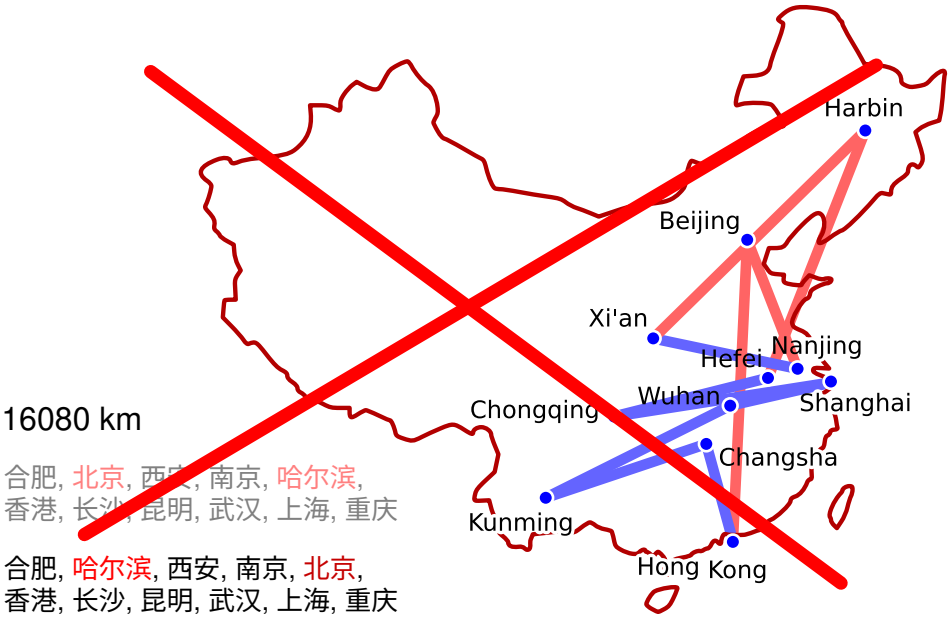 Harbin
Beijing
Xi'an
Nanjing
Hefei
Wuhan
Shanghai
Chongqing
16080 km
Changsha
合肥, 北京, 西安, 南京, 哈尔滨,
香港, 长沙, 昆明, 武汉, 上海, 重庆
Kunming
Hong Kong
合肥, 哈尔滨, 西安, 南京, 北京,
香港, 长沙, 昆明, 武汉, 上海, 重庆